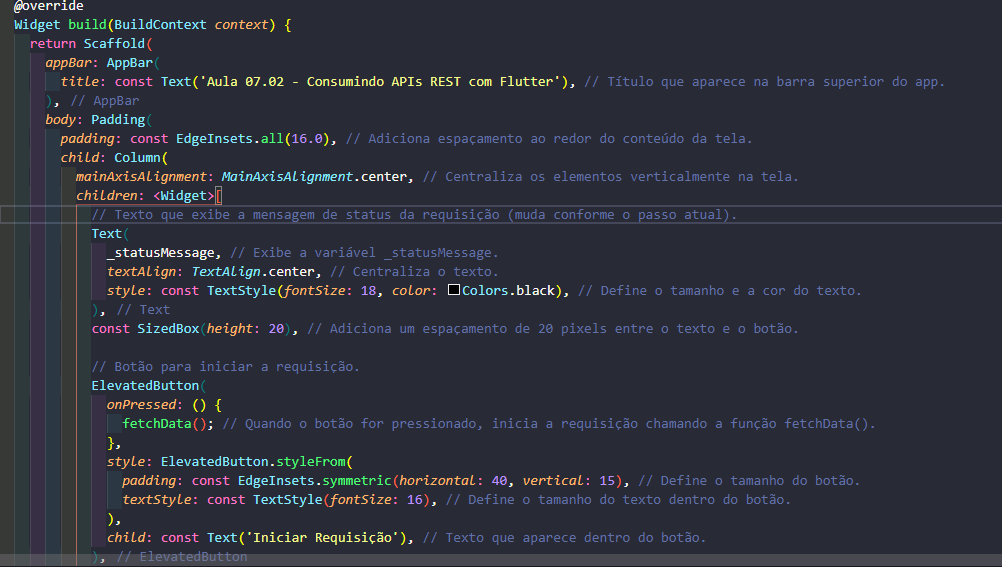 @override
Widget build(BuildContext context) {
return Scaffold(
appBar: AppBar(
title: const Text('Aula 07.02 - Consumindo APIs REST com Flutter'), // Título que aparece na barra superior do app.
), // AppBar
body: Padding(
padding: const EdgeInsets.all(16.0), // Adiciona espaçamento ao redor do conteúdo da tela.
child: Column(
mainAxisAlignment: MainAxisAlignment.center, // Centraliza os elementos verticalmente na tela.
children: <Widget>[
// Texto que exibe a mensagem de status da requisição (muda conforme o passo atual).
Text(
_statusMessage, // Exibe a variável _statusMessage.
textAlign: TextAlign.center, // Centraliza o texto.
style: const TextStyle(fontSize: 18, color: Colors.black), // Define o tamanho e a cor do texto.
), // Text
const SizedBox(height: 20), // Adiciona um espaçamento de 20 pixels entre o texto e o botão.
// Botão para iniciar a requisição.
ElevatedButton(
onPressed: () {
fetchData(); // Quando o botão for pressionado, inicia a requisição chamando a função fetchData().
},
style: ElevatedButton.styleFrom(
padding: const EdgeInsets.symmetric(horizontal: 40, vertical: 15), // Define o tamanho do botão.
textStyle: const TextStyle(fontSize: 16), // Define o tamanho do texto dentro do botão.
),
child: const Text('Iniciar Requisição'), // Texto que aparece dentro do botão.
), // ElevatedButton